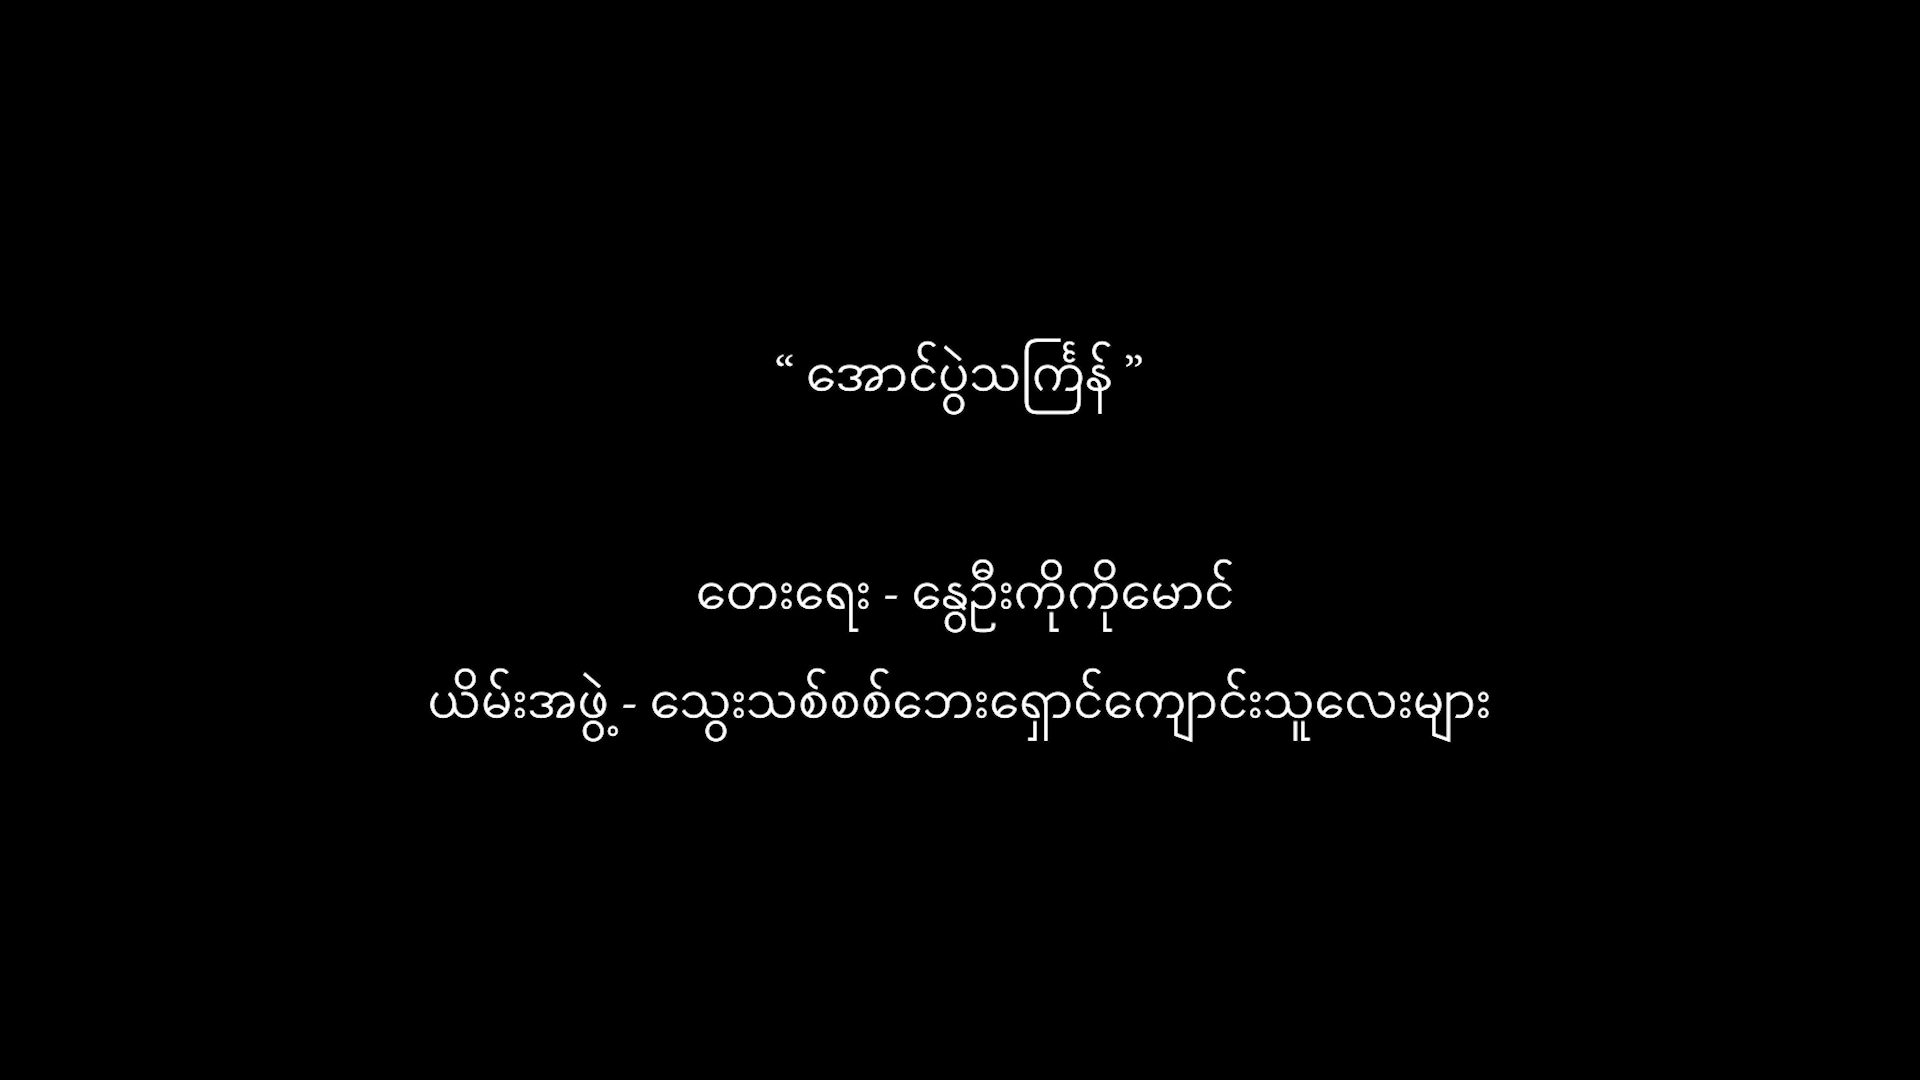 “ အောင်ပွဲသင်္ကြန် ”
တေးရေး - နွေဦးကိုကိုမောင်
ယိမ်းအဖွဲ့ - သွေးသစ်စစ်ဘေးရှောင်ကျောင်းသူလေးများ